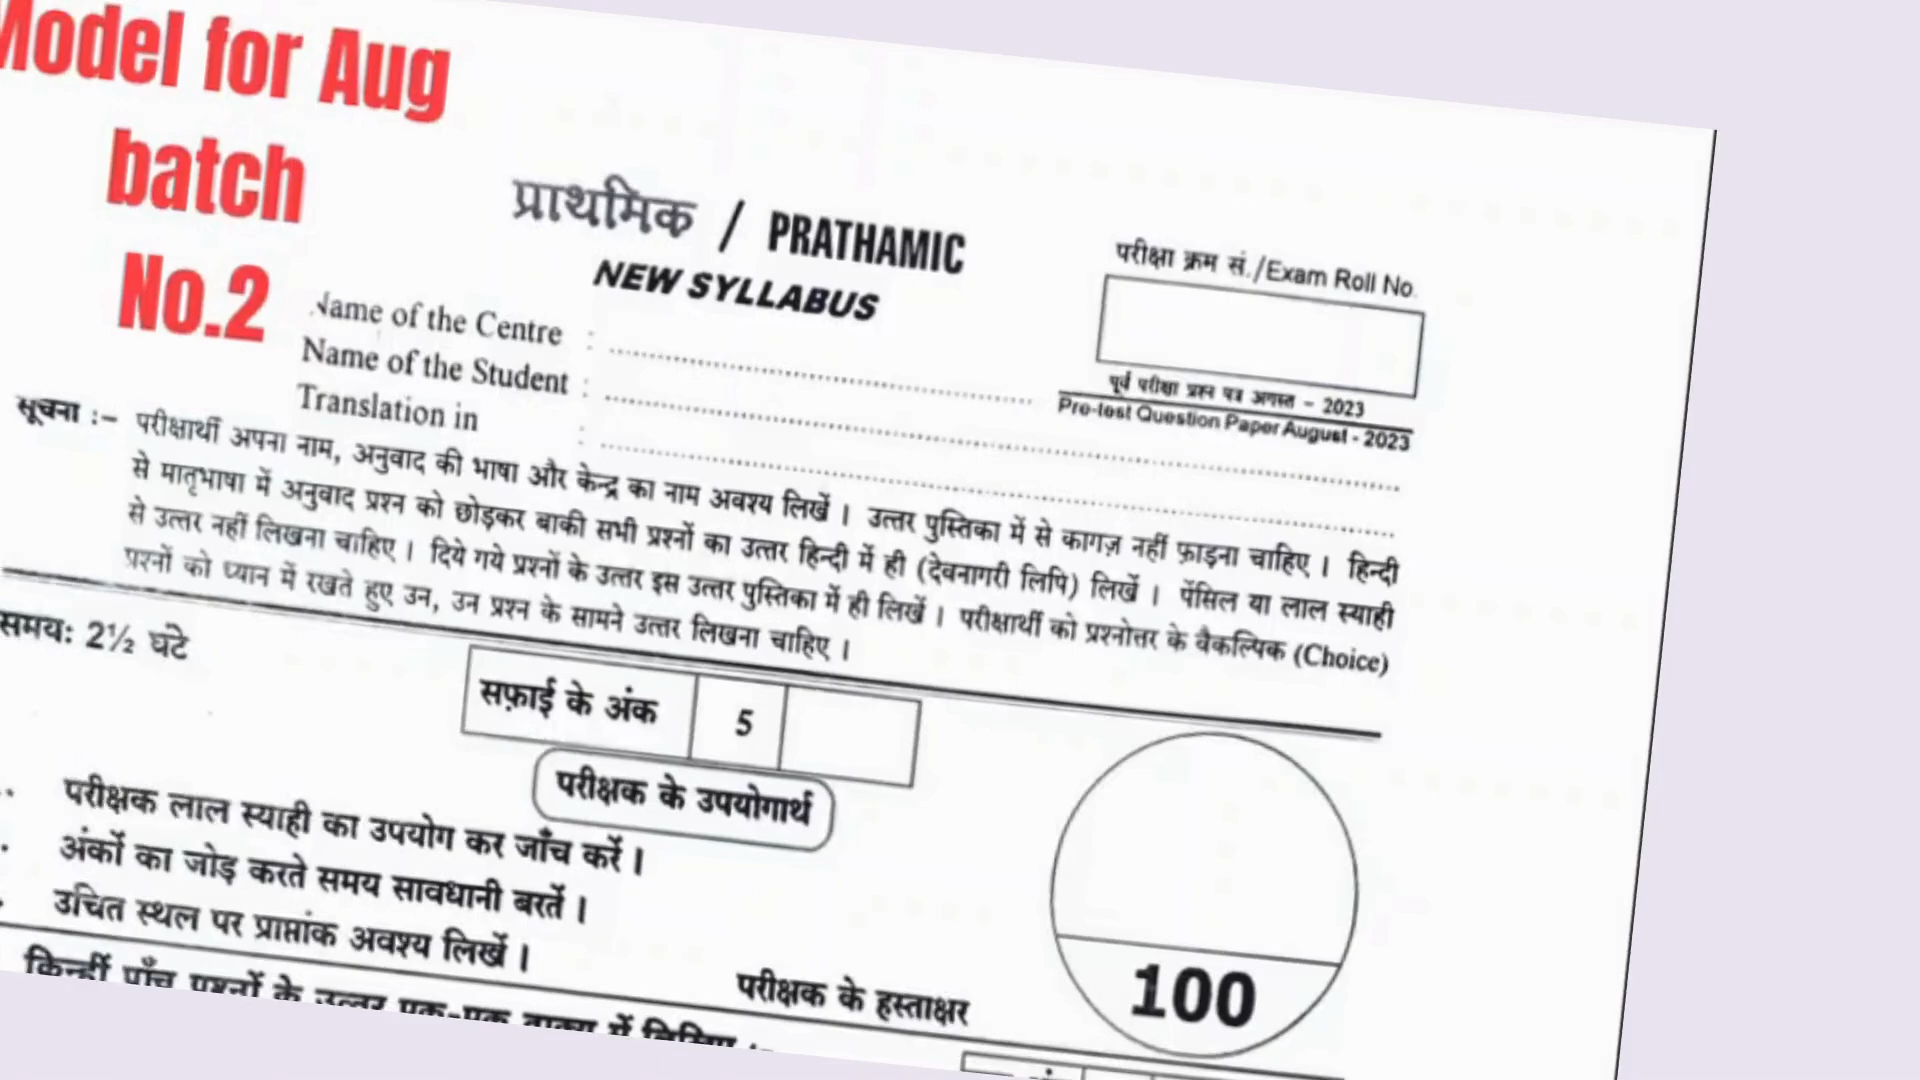 Model for Aug
batch
No.2
प्राथमिक / PRATHAMIC
NEW SYLLABUS
परीक्षा क्रम सं./Exam Roll No.
Name of the Centre :
Name of the Student :
Translation in :
पूर्व परीक्षा प्रश्न पत्र अगस्त – 2023
Pre-test Question Paper August - 2023
सूचना :– परीक्षार्थी अपना नाम, अनुवाद की भाषा और केन्द्र का नाम अवश्य लिखें । उत्तर पुस्तिका में से कागज़ नहीं फ़ाड़ना चाहिए । हिन्दी
से मातृभाषा में अनुवाद प्रश्न को छोड़कर बाकी सभी प्रश्नों का उत्तर हिन्दी में ही (देवनागरी लिपि) लिखें । पेंसिल या लाल स्याही
से उत्तर नहीं लिखना चाहिए । दिये गये प्रश्नों के उत्तर इस उत्तर पुस्तिका में ही लिखें । परीक्षार्थी को प्रश्नोत्तर के वैकल्पिक (Choice)
प्रश्नों को ध्यान में रखते हुए उन, उन प्रश्न के सामने उत्तर लिखना चाहिए ।
समय: 2½ घंटे
सफ़ाई के अंक 5
परीक्षक के उपयोगार्थ
परीक्षक लाल स्याही का उपयोग कर जाँच करें ।
अंकों का जोड़ करते समय सावधानी बरतें ।
उचित स्थल पर प्राप्तांक अवश्य लिखें ।
परीक्षक के हस्ताक्षर
100
किन्हीं पाँच प्रश्नों के उत्तर एक-एक वाक्य में लिखिए :-